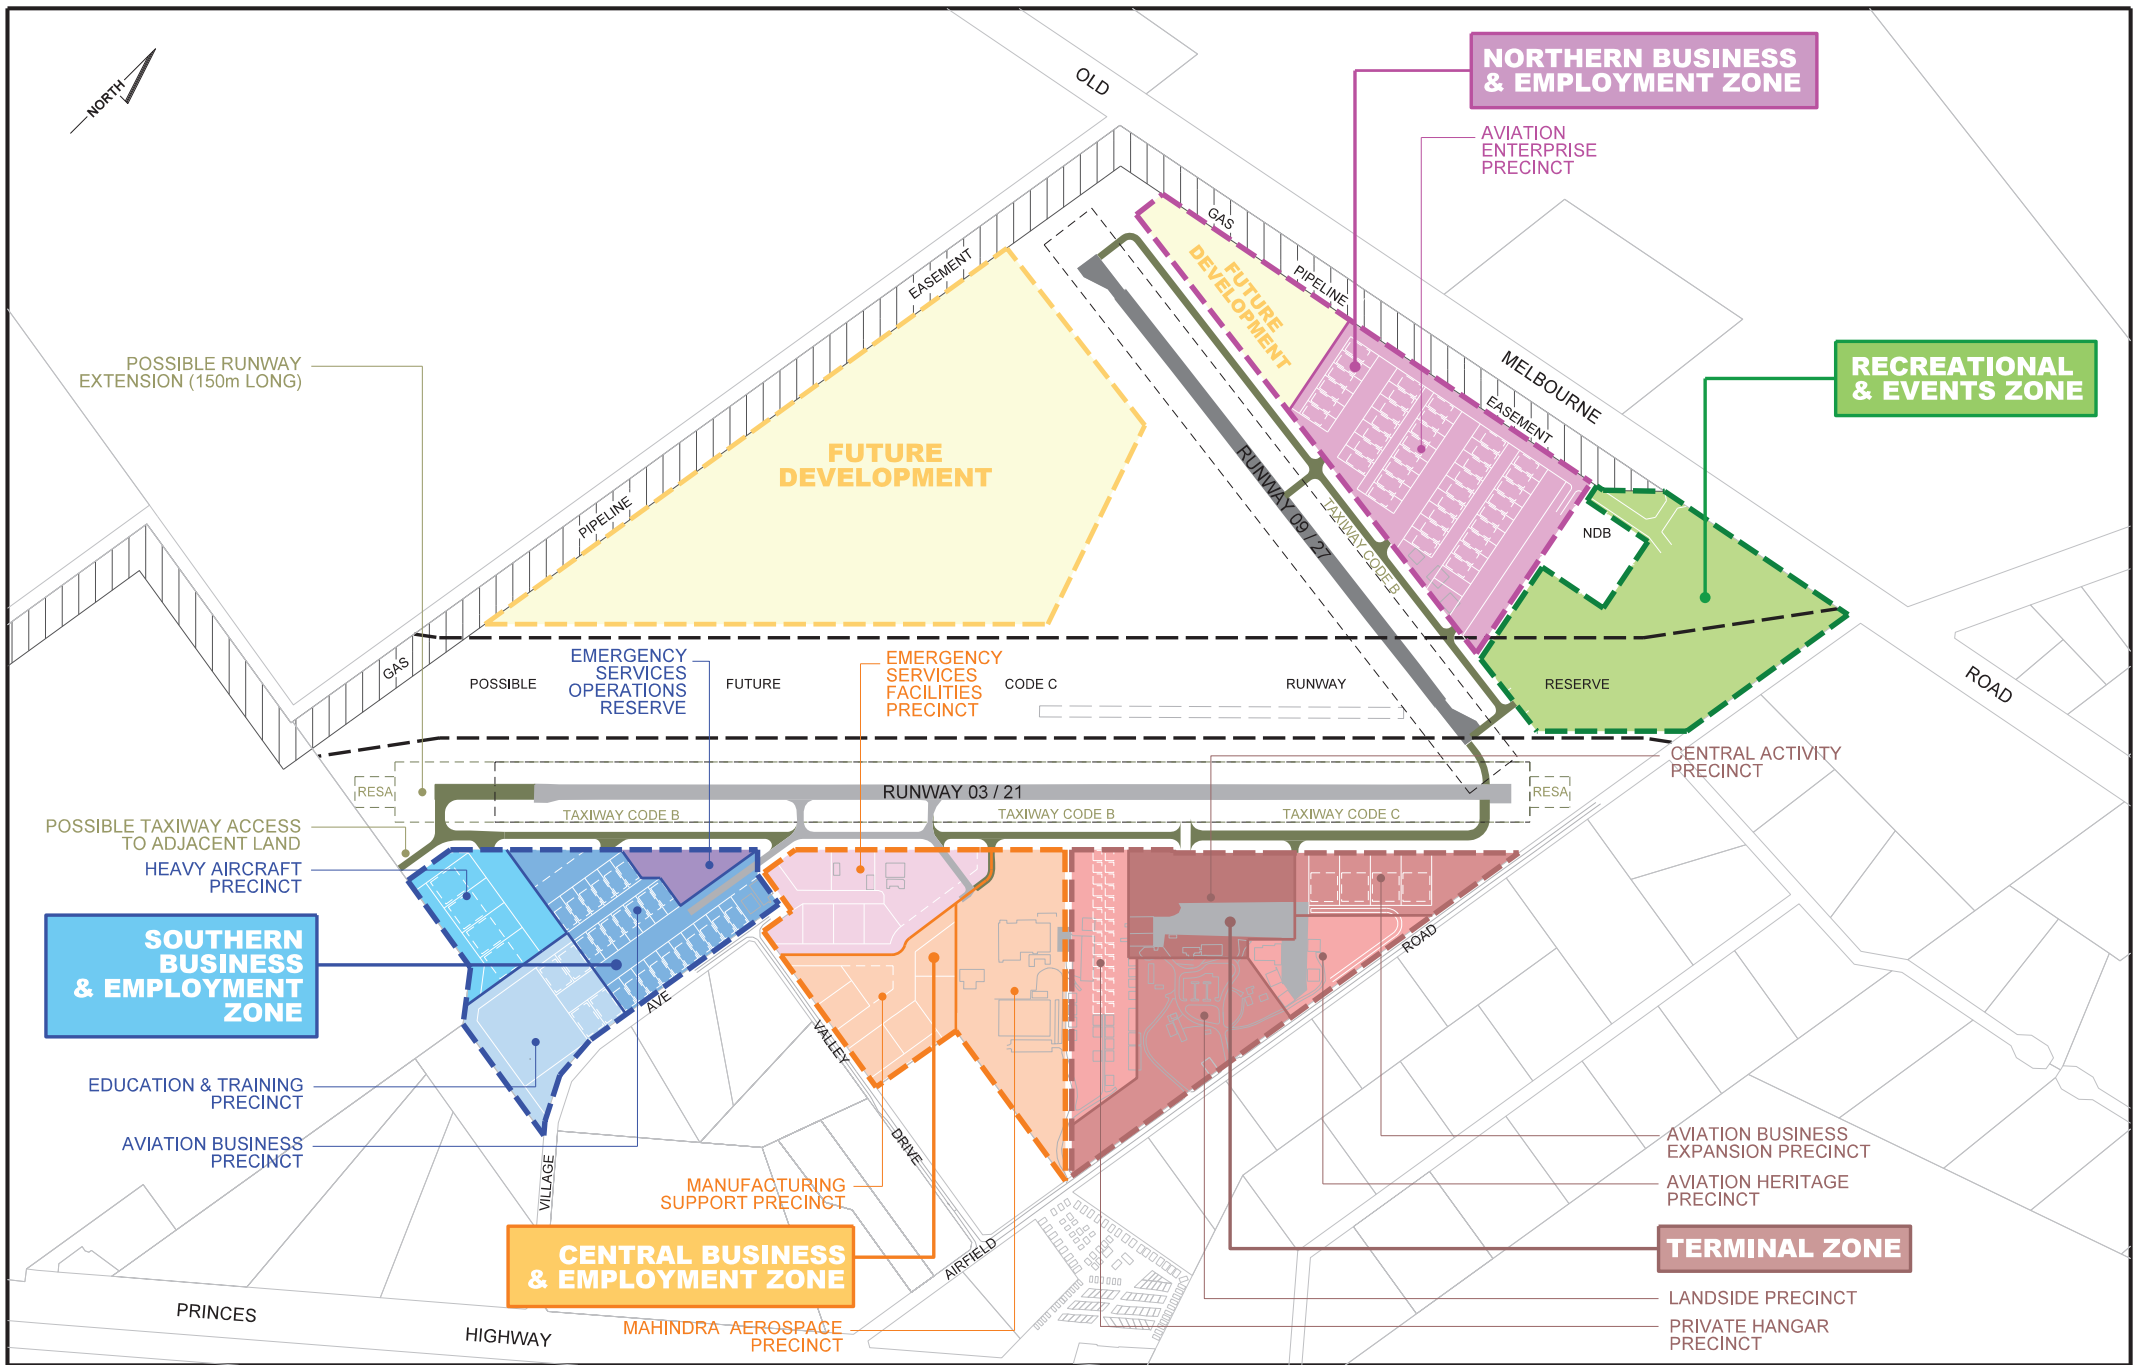 NORTH
OLD
NORTHERN BUSINESS
& EMPLOYMENT ZONE
AVIATION
ENTERPRISE
PRECINCT
GAS
PIPELINE
EASEMENT
FUTURE
DEVELOPMENT
MELBOURNE
ROAD
RECREATIONAL
& EVENTS ZONE
NDB
POSSIBLE RUNWAY
EXTENSION (150m LONG)
EASEMENT
PIPELINE
GAS
FUTURE
DEVELOPMENT
RUNWAY 09 / 27
TAXIWAY CODE B
EMERGENCY
SERVICES
OPERATIONS
RESERVE
EMERGENCY
SERVICES
FACILITIES
PRECINCT
POSSIBLE FUTURE CODE C RUNWAY RESERVE
CENTRAL ACTIVITY
PRECINCT
RESA
RUNWAY 03 / 21
RESA
TAXIWAY CODE B
TAXIWAY CODE B
TAXIWAY CODE C
POSSIBLE TAXIWAY ACCESS
TO ADJACENT LAND
HEAVY AIRCRAFT
PRECINCT
SOUTHERN
BUSINESS
& EMPLOYMENT
ZONE
EDUCATION & TRAINING
PRECINCT
AVIATION BUSINESS
PRECINCT
VILLAGE
AVE
VALLEY
DRIVE
AIRFIELD
ROAD
MANUFACTURING
SUPPORT PRECINCT
CENTRAL BUSINESS
& EMPLOYMENT ZONE
MAHINDRA AEROSPACE
PRECINCT
AVIATION BUSINESS
EXPANSION PRECINCT
AVIATION HERITAGE
PRECINCT
TERMINAL ZONE
LANDSIDE PRECINCT
PRIVATE HANGAR
PRECINCT
PRINCES
HIGHWAY